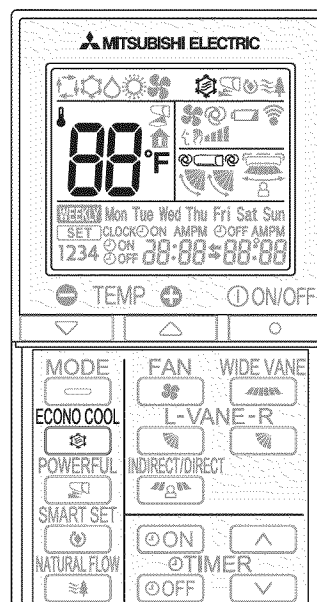 MITSUBISHI ELECTRIC
88°F
WEEKLY Mon Tue Wed Thu Fri Sat Sun
SET CLOCK ON AMPM OFF AMPM
1234 ON OFF 88:88 88:88
TEMP ON/OFF
MODE FAN WIDE VANE
ECONO COOL L-VANE-R
POWERFUL INDIRECT/DIRECT
SMART SET
ON
NATURAL FLOW TIMER
OFF